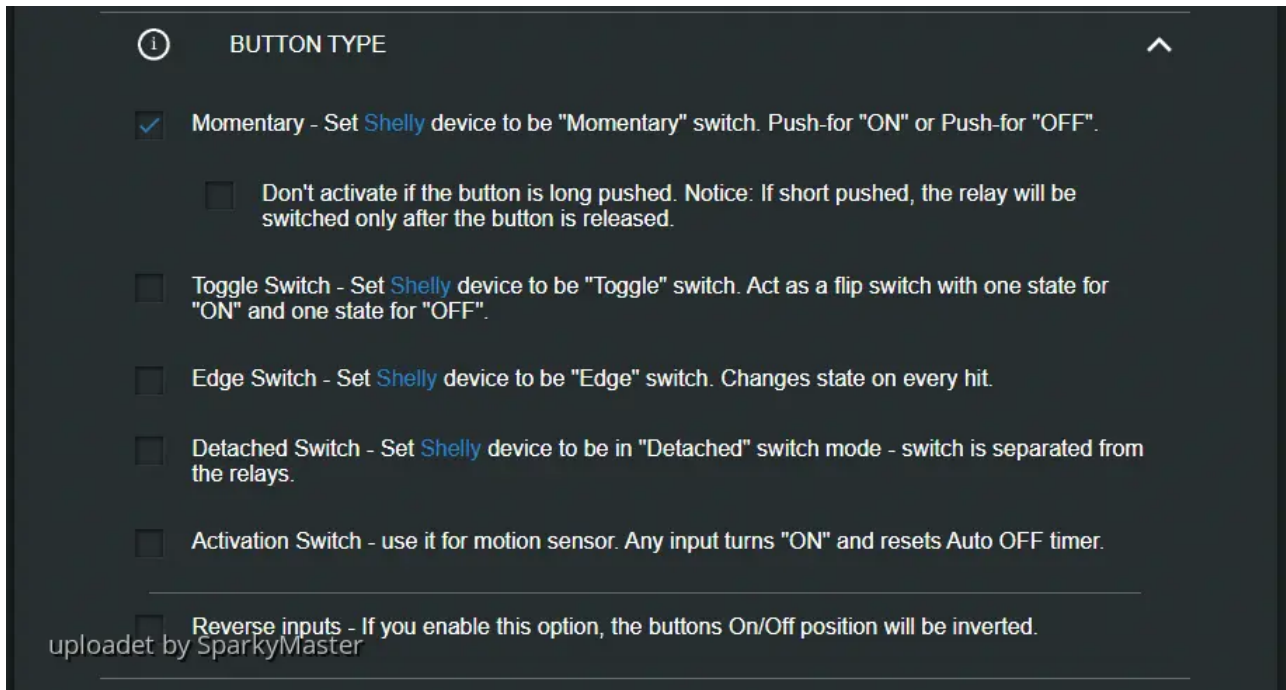 BUTTON TYPE
Momentary - Set Shelly device to be "Momentary" switch. Push-for "ON" or Push-for "OFF".
Don't activate if the button is long pushed. Notice: If short pushed, the relay will be
switched only after the button is released.
Toggle Switch - Set Shelly device to be "Toggle" switch. Act as a flip switch with one state for
"ON" and one state for "OFF".
Edge Switch - Set Shelly device to be "Edge" switch. Changes state on every hit.
Detached Switch - Set Shelly device to be in "Detached" switch mode - switch is separated from
the relays.
Activation Switch - use it for motion sensor. Any input turns "ON" and resets Auto OFF timer.
Reverse inputs - If you enable this option, the buttons On/Off position will be inverted.
uploadet by SparkyMaster